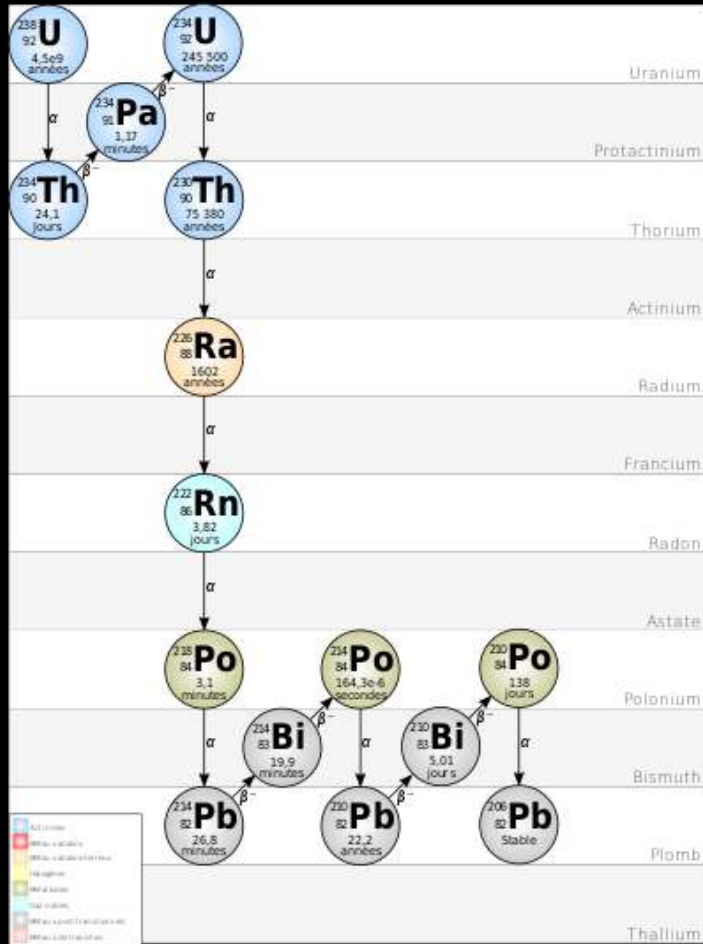 238
92
U
4,5e9
années
234
92
U
245 500
années
Uranium
α
β⁻
α
234
91
Pa
1,17
minutes
Protactinium
β⁻
234
90
Th
24,1
jours
230
90
Th
75 380
années
Thorium
α
Actinium
226
88
Ra
1602
années
Radium
α
Francium
222
86
Rn
3,82
jours
Radon
α
Astate
218
84
Po
3,1
minutes
214
84
Po
164,3e-6
secondes
210
84
Po
138
jours
Polonium
α
β⁻
α
β⁻
α
214
83
Bi
19,9
minutes
210
83
Bi
5,01
jours
Bismuth
β⁻
β⁻
214
82
Pb
26,8
minutes
210
82
Pb
22,2
années
206
82
Pb
Stable
Plomb
Thallium